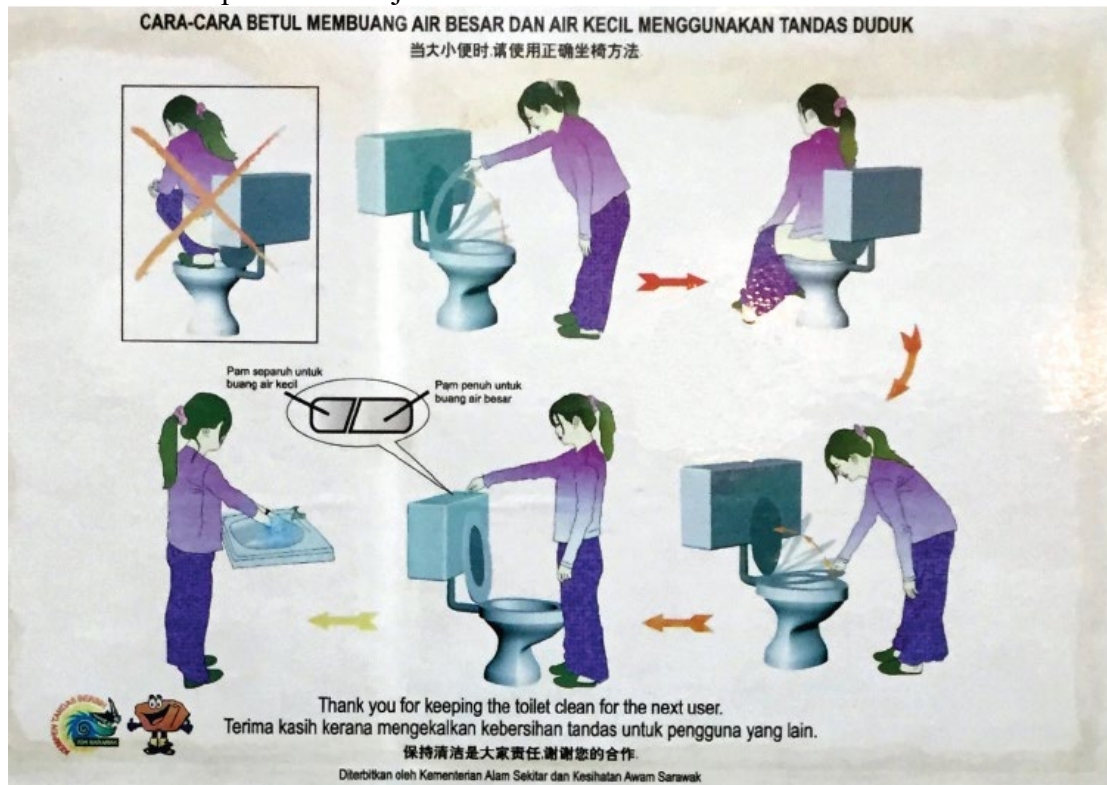 CARA-CARA BETUL MEMBUANG AIR BESAR DAN AIR KECIL MENGGUNAKAN TANDAS DUDUK
当大小便时.请使用正确坐椅方法.
Pam separuh untuk
buang air kecil
Pam penuh untuk
buang air besar
Thank you for keeping the toilet clean for the next user.
Terima kasih kerana mengekalkan kebersihan tandas untuk pengguna yang lain.
保持清洁是大家责任.谢谢您的合作.
Diterbitkan oleh Kementerian Alam Sekitar dan Kesihatan Awam Sarawak